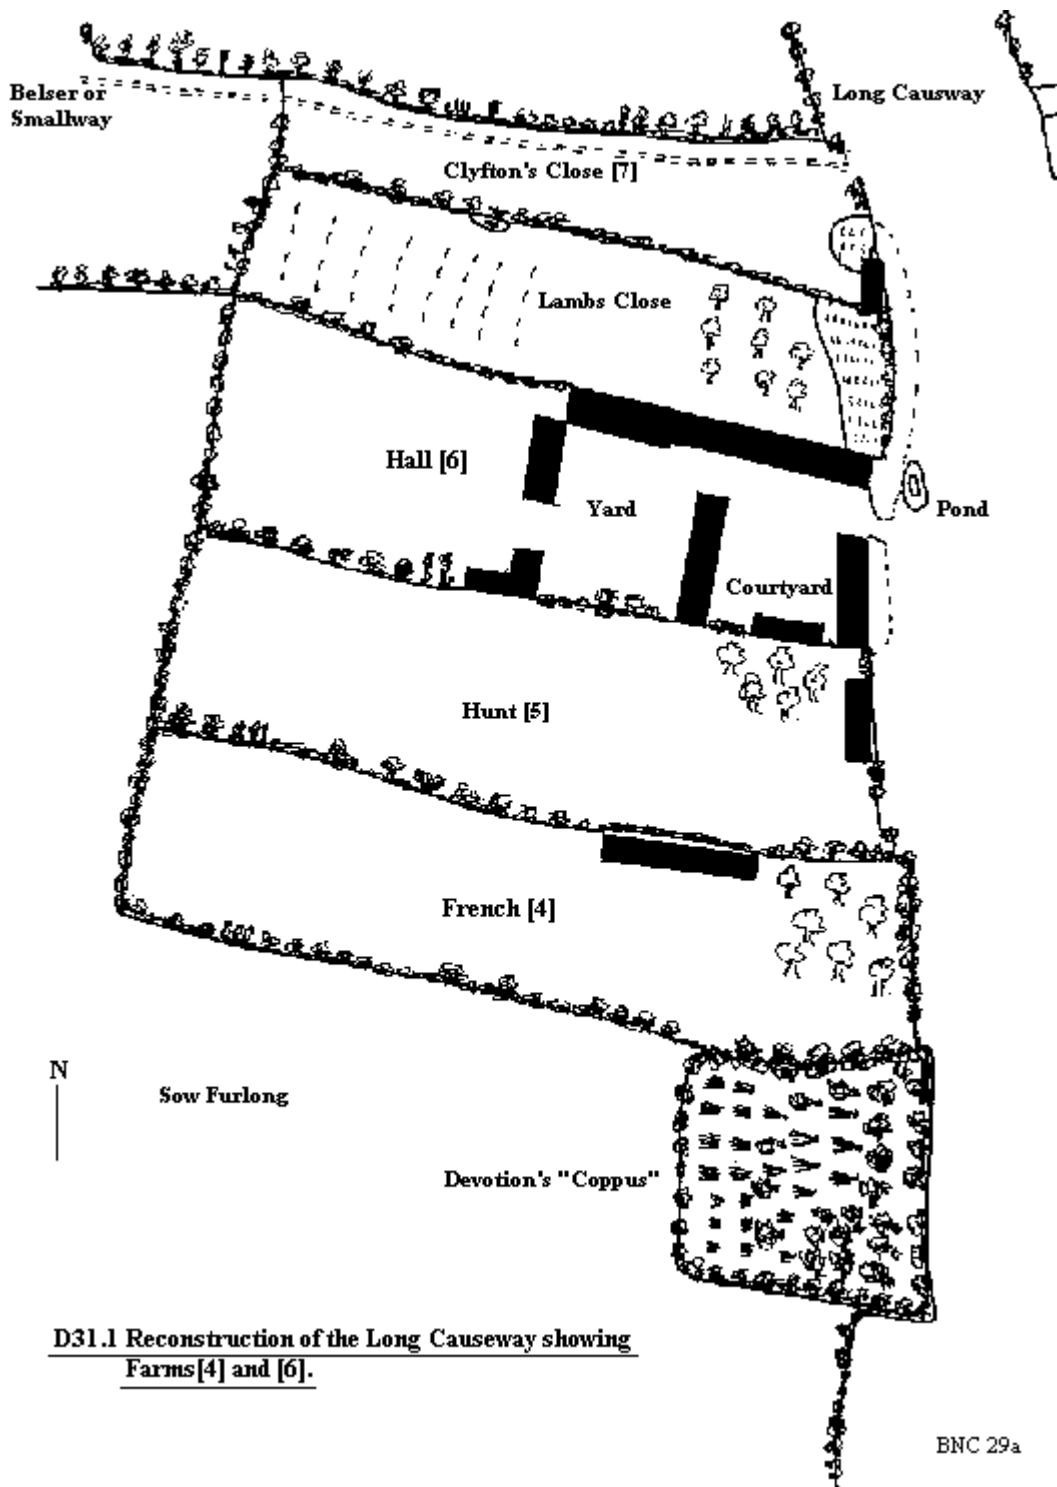 Belser or
Smallway
Long Causway
Clyfton's Close [7]
Lambs Close
Hall [6]
Yard
Pond
Courtyard
Hunt [5]
French [4]
N
Sow Furlong
Devotion's "Coppus"
D31.1 Reconstruction of the Long Causeway showing
Farms[4] and [6].
BNC 29a